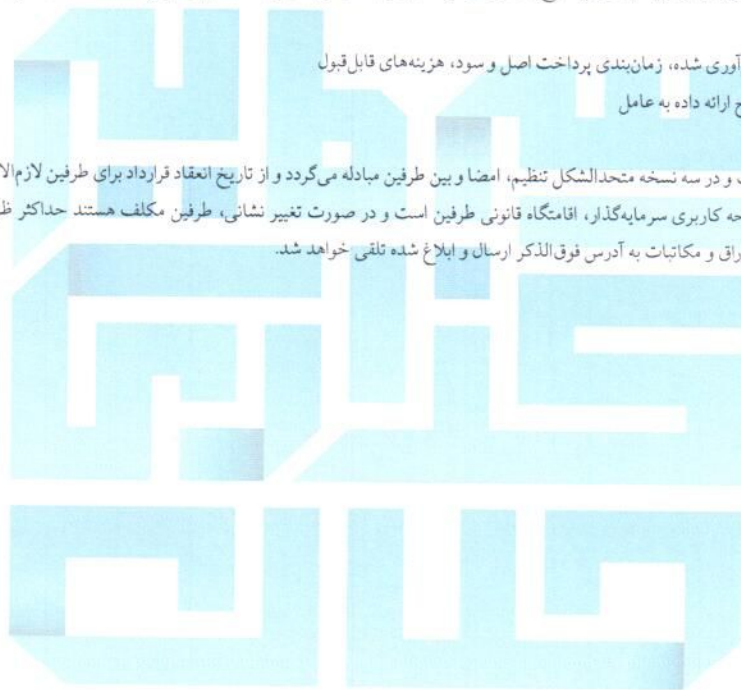 آوری شده، زمان‌بندی پرداخت اصل و سود، هزینه‌های قابل‌قبول
ارائه داده به عامل
و در سه نسخه متحدالشکل تنظیم، امضا و بین طرفین مبادله می‌گردد و از تاریخ انعقاد قرارداد برای طرفین لازم‌الا
حه کاربری سرمایه‌گذار، اقامتگاه قانونی طرفین است و در صورت تغییر نشانی، طرفین مکلف هستند حداکثر ظ
راق و مکاتبات به آدرس فوق‌الذکر ارسال و ابلاغ شده تلقی خواهد شد.